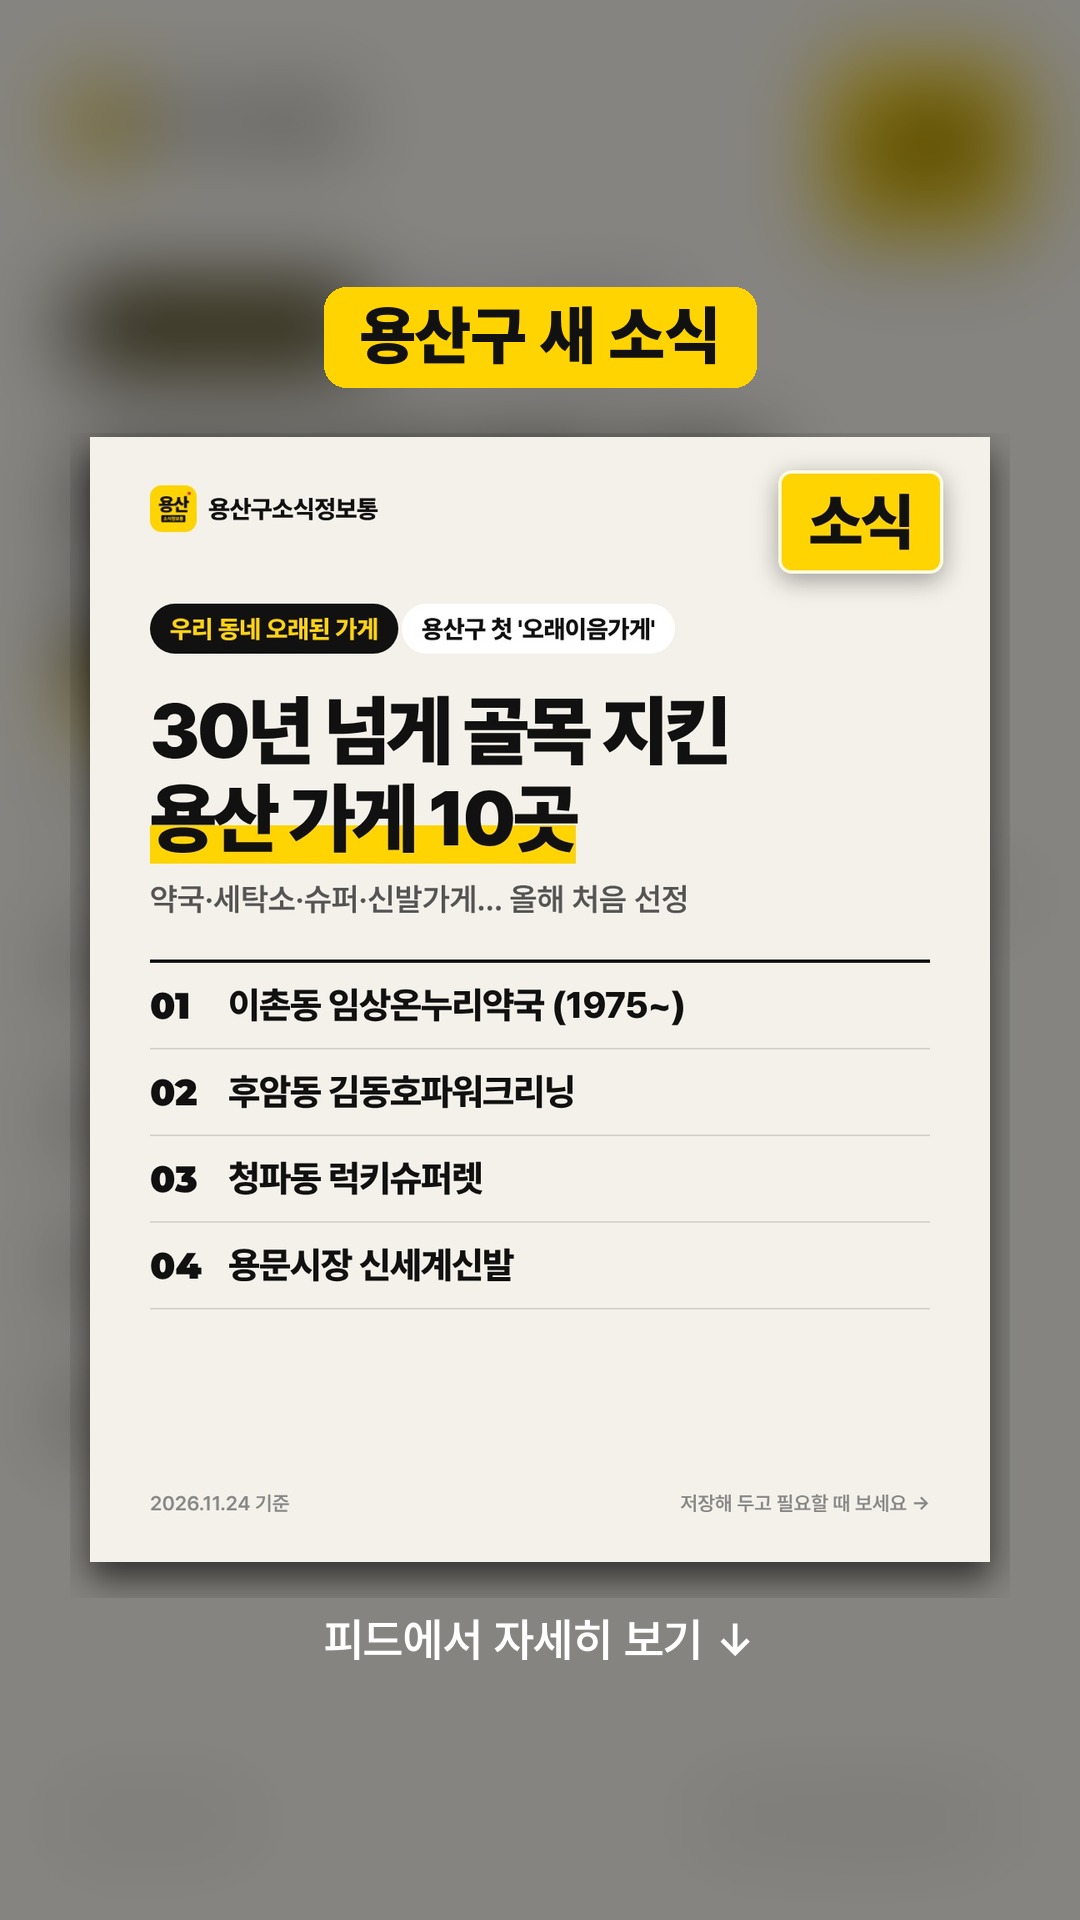 용산구 새 소식
용산
소식정보통
용산구소식정보통
소식
우리 동네 오래된 가게
용산구 첫 '오래이음가게'
30년 넘게 골목 지킨
용산 가게 10곳
약국·세탁소·슈퍼·신발가게... 올해 처음 선정
01 이촌동 임상온누리약국 (1975~)
02 후암동 김동호파워크리닝
03 청파동 럭키슈퍼렛
04 용문시장 신세계신발
2026.11.24 기준
저장해 두고 필요할 때 보세요 →
피드에서 자세히 보기 ↓